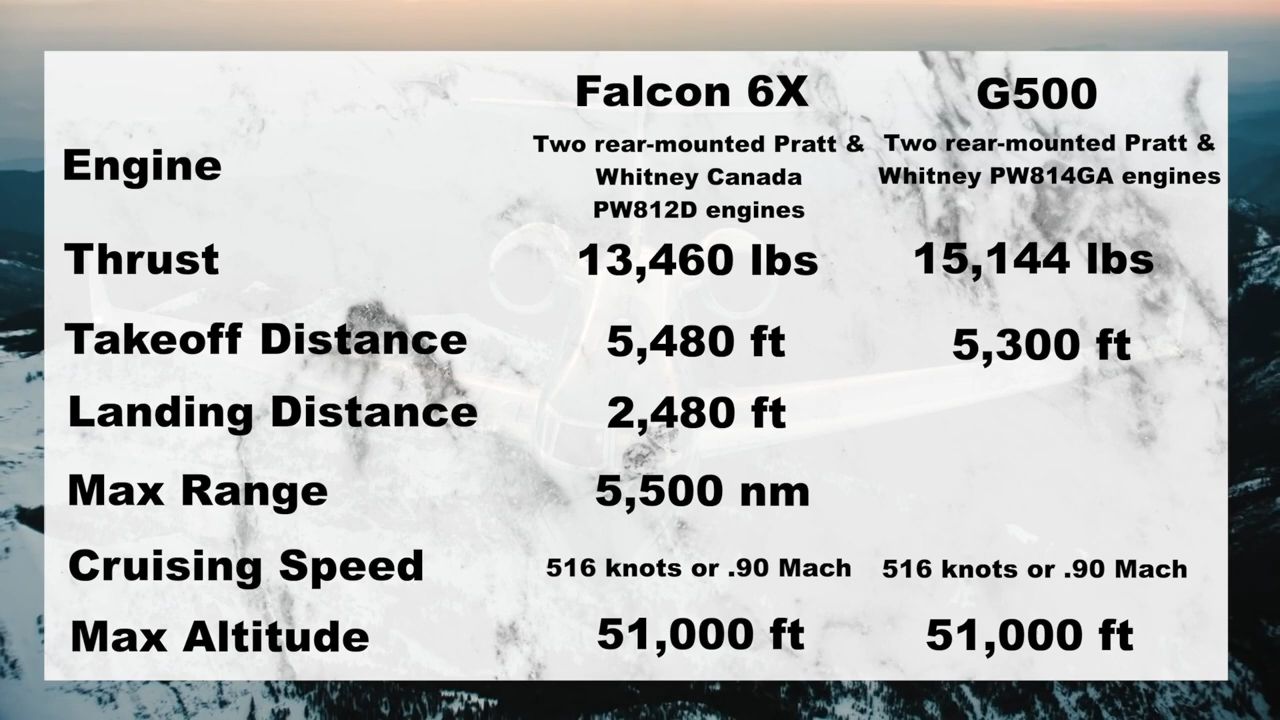 Falcon 6X G500
Engine
Two rear-mounted Pratt &
Whitney Canada
PW812D engines
Two rear-mounted Pratt &
Whitney PW814GA engines
Thrust 13,460 lbs 15,144 lbs
Takeoff Distance 5,480 ft 5,300 ft
Landing Distance 2,480 ft
Max Range 5,500 nm
Cruising Speed 516 knots or .90 Mach 516 knots or .90 Mach
Max Altitude 51,000 ft 51,000 ft